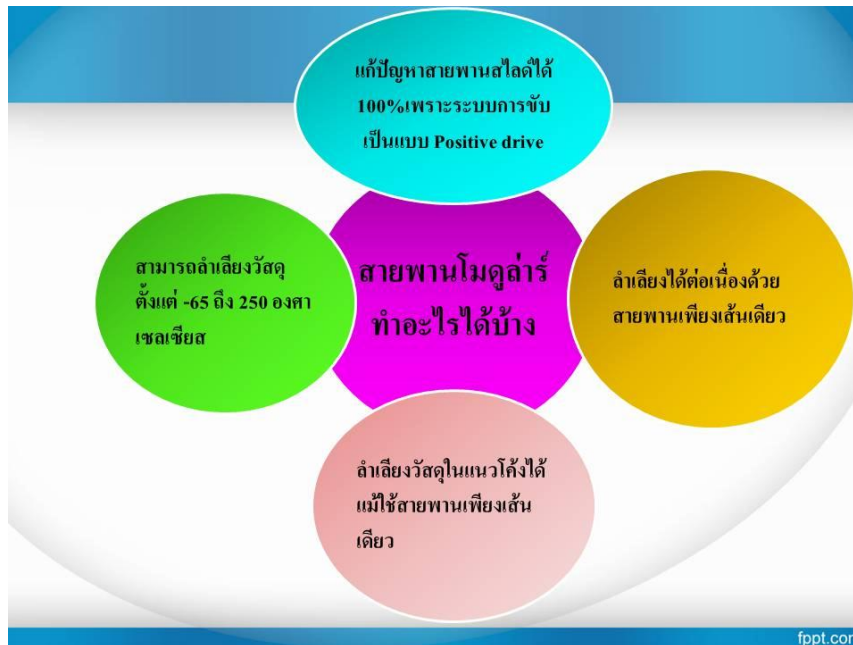 แก้ปัญหาสายพานสไลด์ได้
100%เพราะระบบการขับ
เป็นแบบ Positive drive
สามารถลำเลียงวัสดุ
ตั้งแต่ -65 ถึง 250 องศา
เซลเซียส
สายพานโมดูล่าร์
ทำอะไรได้บ้าง
ลำเลียงได้ต่อเนื่องด้วย
สายพานเพียงเส้นเดียว
ลำเลียงวัสดุในแนวโค้งได้
แม้ใช้สายพานเพียงเส้น
เดียว
fppt.com